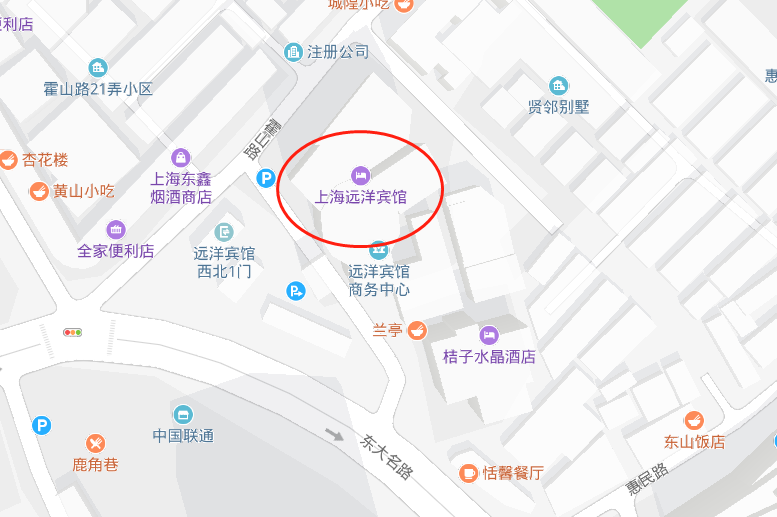 城隍小吃
便利店
注册公司
霍山路21弄小区
贤邻别墅
霍山路
杏花楼
上海东鑫
烟酒商店
黄山小吃
P
上海远洋宾馆
全家便利店
远洋宾馆
西北1门
远洋宾馆
商务中心
P
兰亭
桔子水晶酒店
P
中国联通
鹿角巷
东大名路
恬馨餐厅
东山饭店
惠民路